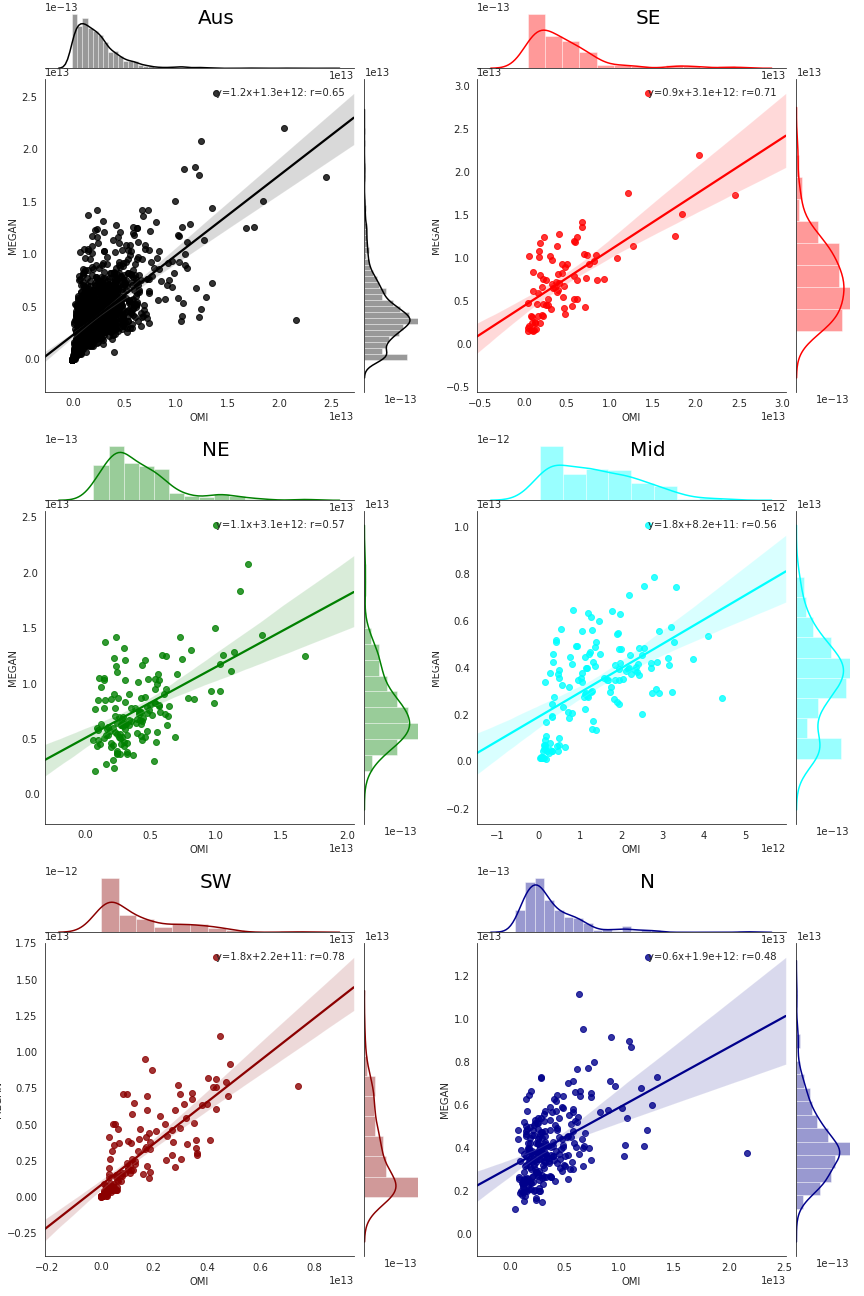 1e−13
Aus
1e13
1e13
1e13
y=1.2x+1.3e+12: r=0.65
2.5
2.0
1.5
1.0
0.5
0.0
MEGAN
0.0
0.5
1.0
1.5
2.0
2.5
OMI
1e13
1e−13
1e−13
SE
1e13
1e13
1e13
y=0.9x+3.1e+12: r=0.71
3.0
2.5
2.0
1.5
1.0
0.5
0.0
−0.5
MEGAN
−0.5
0.0
0.5
1.0
1.5
2.0
2.5
3.0
OMI
1e13
1e−13
1e−13
NE
1e13
1e13
1e13
y=1.1x+3.1e+12: r=0.57
2.5
2.0
1.5
1.0
0.5
0.0
MEGAN
0.0
0.5
1.0
1.5
2.0
OMI
1e13
1e−13
1e−12
Mid
1e13
1e12
1e13
y=1.8x+8.2e+11: r=0.56
1.0
0.8
0.6
0.4
0.2
0.0
−0.2
MEGAN
−1
0
1
2
3
4
5
OMI
1e12
1e−13
1e−12
SW
1e13
1e13
1e13
y=1.8x+2.2e+11: r=0.78
1.75
1.50
1.25
1.00
0.75
0.50
0.25
0.00
−0.25
−0.2
0.0
0.2
0.4
0.6
0.8
OMI
1e13
1e−13
1e−13
N
1e13
1e13
1e13
y=0.6x+1.9e+12: r=0.48
1.2
1.0
0.8
0.6
0.4
0.2
0.0
MEGAN
0.0
0.5
1.0
1.5
2.0
2.5
OMI
1e13
1e−13